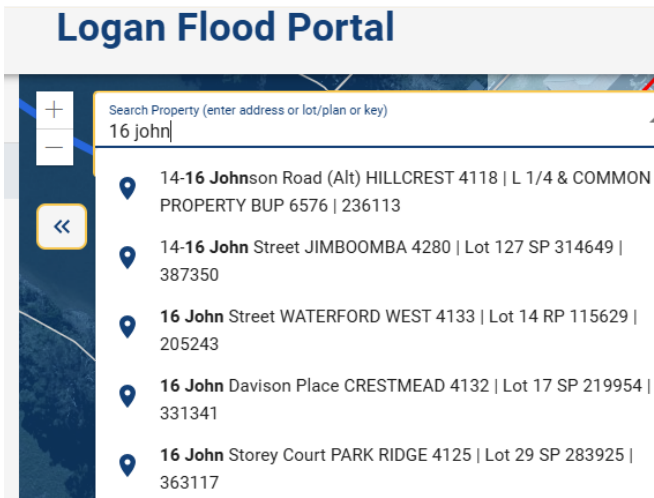 Logan Flood Portal
Search Property (enter address or lot/plan or key)
16 john
14-16 Johnson Road (Alt) HILLCREST 4118 | L 1/4 & COMMON
PROPERTY BUP 6576 | 236113
14-16 John Street JIMBOOMBA 4280 | Lot 127 SP 314649 |
387350
16 John Street WATERFORD WEST 4133 | Lot 14 RP 115629 |
205243
16 John Davison Place CRESTMEAD 4132 | Lot 17 SP 219954 |
331341
16 John Storey Court PARK RIDGE 4125 | Lot 29 SP 283925 |
363117